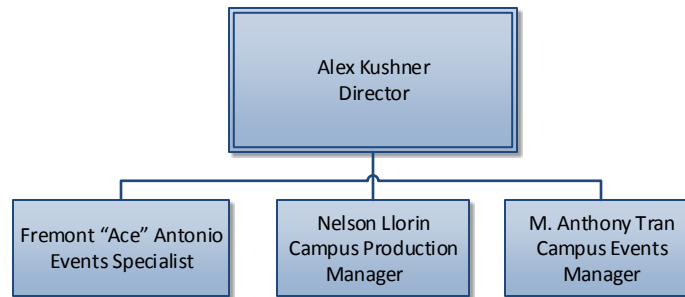 Alex Kushner
Director
Fremont “Ace” Antonio
Events Specialist
Nelson Llorin
Campus Production
Manager
M. Anthony Tran
Campus Events
Manager